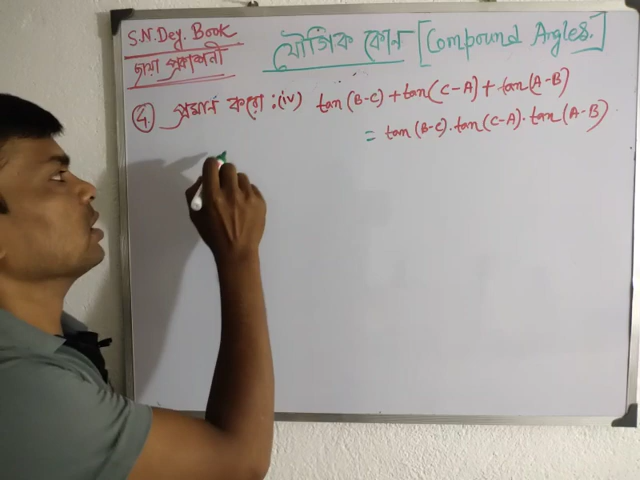 S.N. Dey. Book
ছায়া প্রকাশনী
যৌগিক কোন [Compound Angles.]
4. প্রমান করো : (iv) tan(B-C)+tan(C-A)+tan(A-B)
= tan(B-C).tan(C-A).tan(A-B)